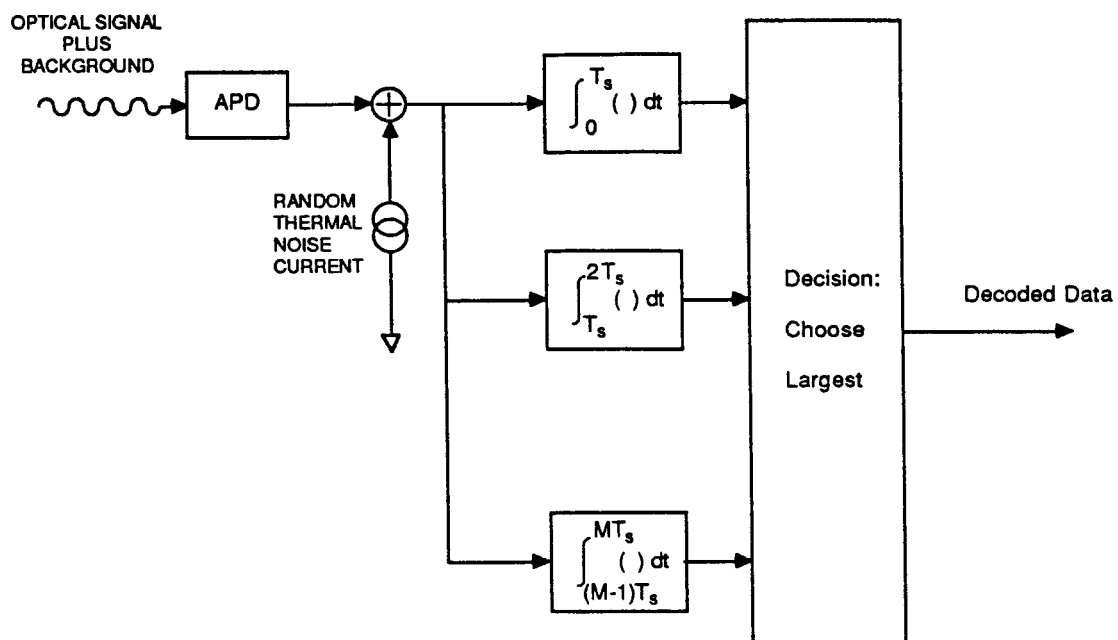 OPTICAL SIGNAL
PLUS
BACKGROUND
APD
RANDOM
THERMAL
NOISE
CURRENT
∫₀^{T_s} ( ) dt
∫_{T_s}^{2T_s} ( ) dt
∫_{(M-1)T_s}^{MT_s} ( ) dt
Decision:
Choose
Largest
Decoded Data